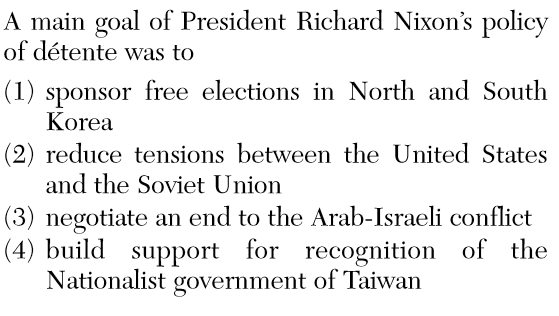 A main goal of President Richard Nixon’s policy
of détente was to
(1) sponsor free elections in North and South
Korea
(2) reduce tensions between the United States
and the Soviet Union
(3) negotiate an end to the Arab-Israeli conflict
(4) build support for recognition of the
Nationalist government of Taiwan